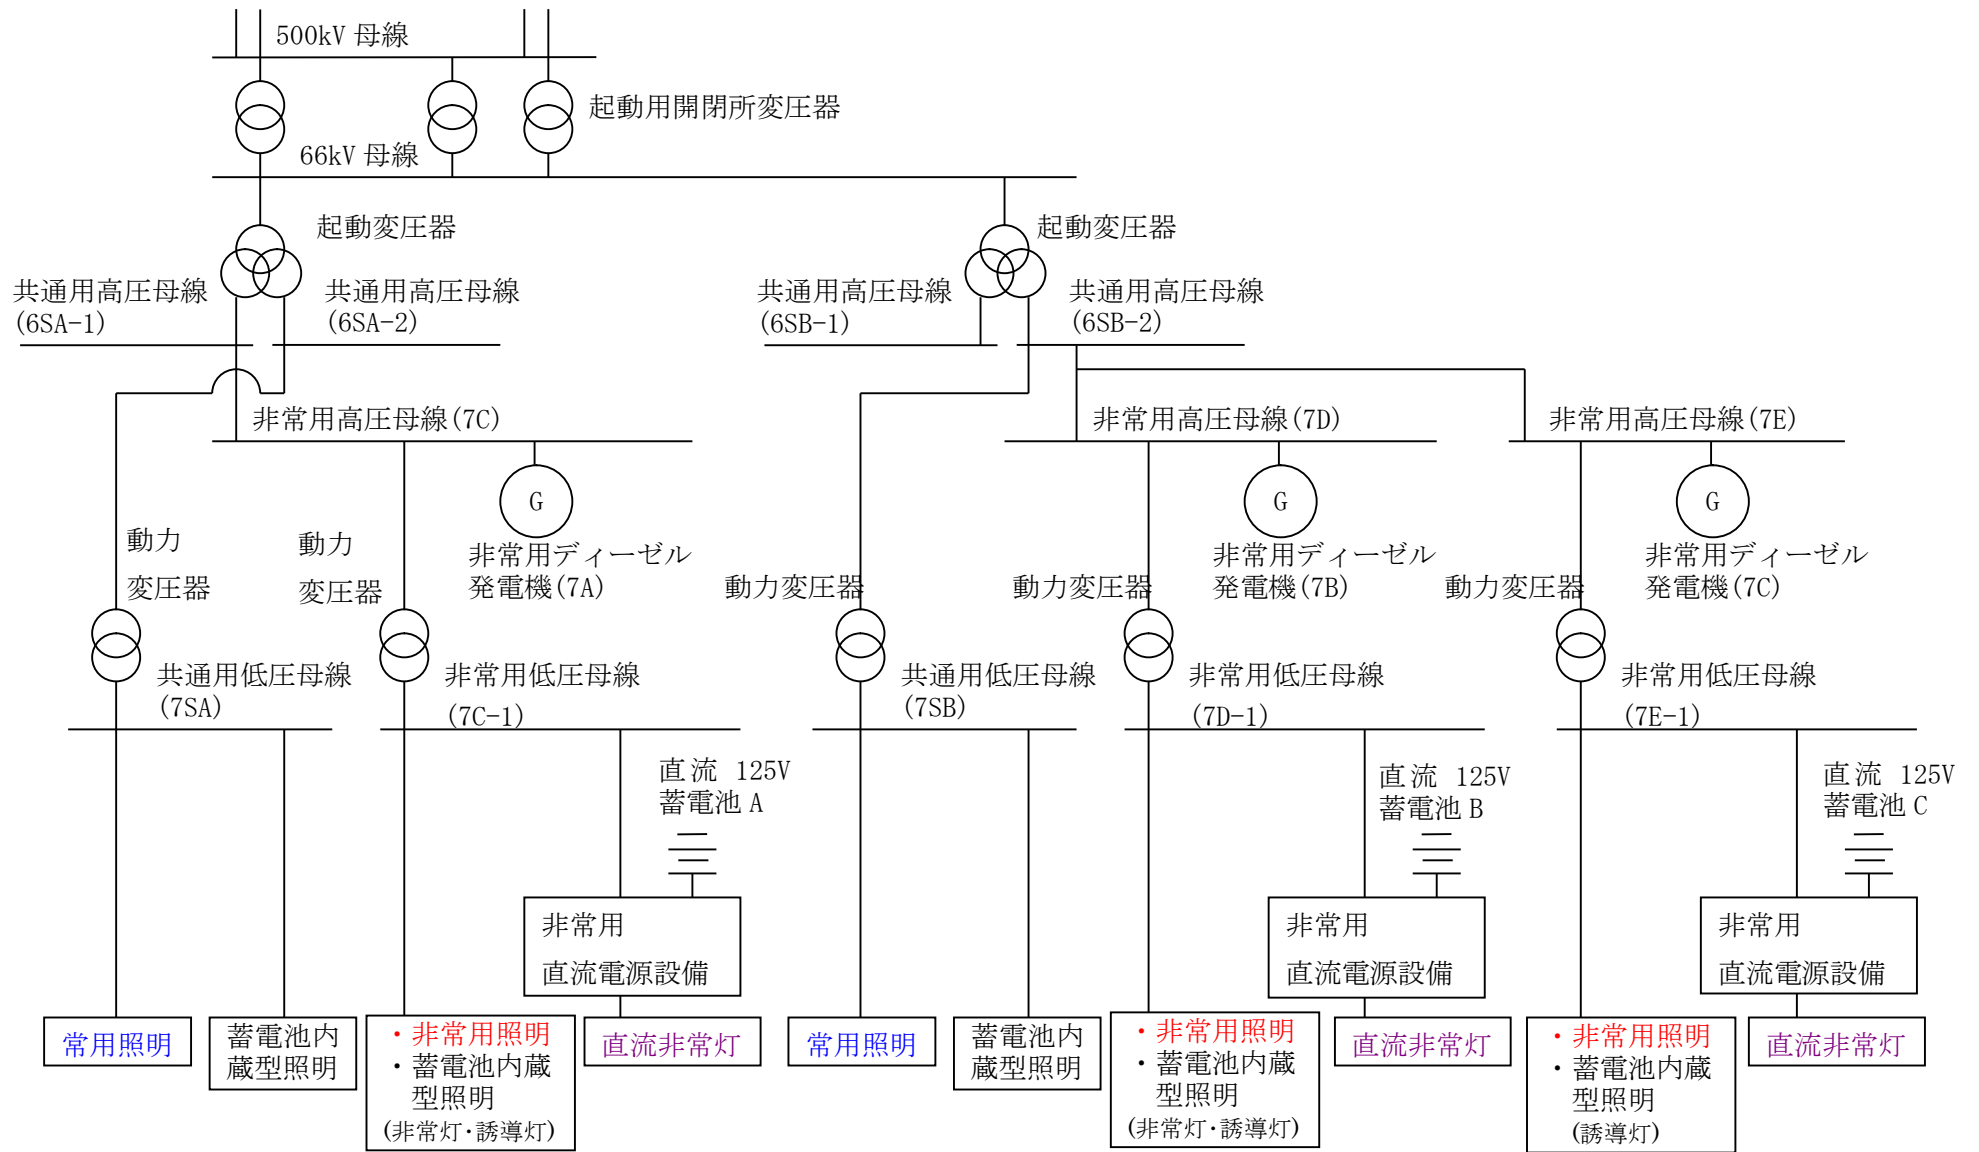 500kV 母線
起動用開閉所変圧器
66kV 母線
起動変圧器
起動変圧器
共通用高圧母線
(6SA-1)
共通用高圧母線
(6SA-2)
共通用高圧母線
(6SB-1)
共通用高圧母線
(6SB-2)
非常用高圧母線(7C)
非常用高圧母線(7D)
非常用高圧母線(7E)
G
G
G
動力
変圧器
動力
変圧器
非常用ディーゼル
発電機(7A)
動力変圧器
動力変圧器
非常用ディーゼル
発電機(7B)
動力変圧器
非常用ディーゼル
発電機(7C)
共通用低圧母線
(7SA)
非常用低圧母線
(7C-1)
共通用低圧母線
(7SB)
非常用低圧母線
(7D-1)
非常用低圧母線
(7E-1)
直流 125V
蓄電池 A
直流 125V
蓄電池 B
直流 125V
蓄電池 C
非常用
直流電源設備
非常用
直流電源設備
非常用
直流電源設備
常用照明
蓄電池内
蔵型照明
・非常用照明
・蓄電池内蔵
型照明
(非常灯・誘導灯)
直流非常灯
常用照明
蓄電池内
蔵型照明
・非常用照明
・蓄電池内蔵
型照明
(非常灯・誘導灯)
直流非常灯
・非常用照明
・蓄電池内蔵
型照明
(誘導灯)
直流非常灯